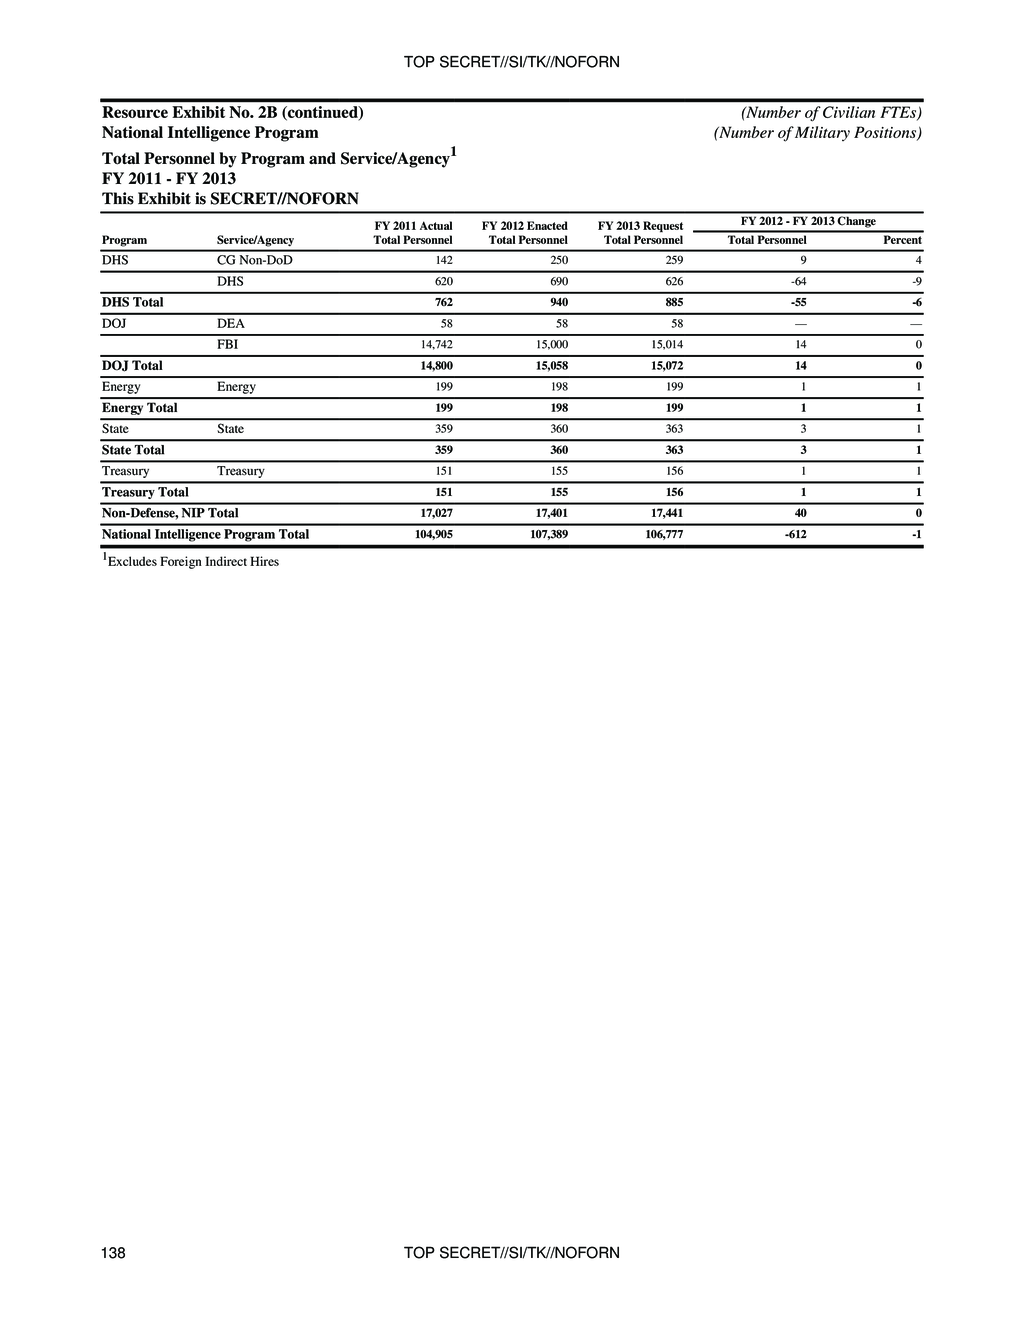 TOP SECRET//SI/TK//NOFORN
Resource Exhibit No. 2B (continued) (Number of Civilian FTEs)
National Intelligence Program (Number of Military Positions)
Total Personnel by Program and Service/Agency1
FY 2011 - FY 2013
This Exhibit is SECRET//NOFORN
FY 2011 Actual FY 2012 Enacted FY 2013 Request FY 2012 - FY 2013 Change
Program Service/Agency Total Personnel Total Personnel Total Personnel Total Personnel Percent
DHS CG Non-DoD 142 250 259 9 4
DHS 620 690 626 -64 -9
DHS Total 762 940 885 -55 -6
DOJ DEA 58 58 58 — —
FBI 14,742 15,000 15,014 14 0
DOJ Total 14,800 15,058 15,072 14 0
Energy Energy 199 198 199 1 1
Energy Total 199 198 199 1 1
State State 359 360 363 3 1
State Total 359 360 363 3 1
Treasury Treasury 151 155 156 1 1
Treasury Total 151 155 156 1 1
Non-Defense, NIP Total 17,027 17,401 17,441 40 0
National Intelligence Program Total 104,905 107,389 106,777 -612 -1
1Excludes Foreign Indirect Hires
138 TOP SECRET//SI/TK//NOFORN